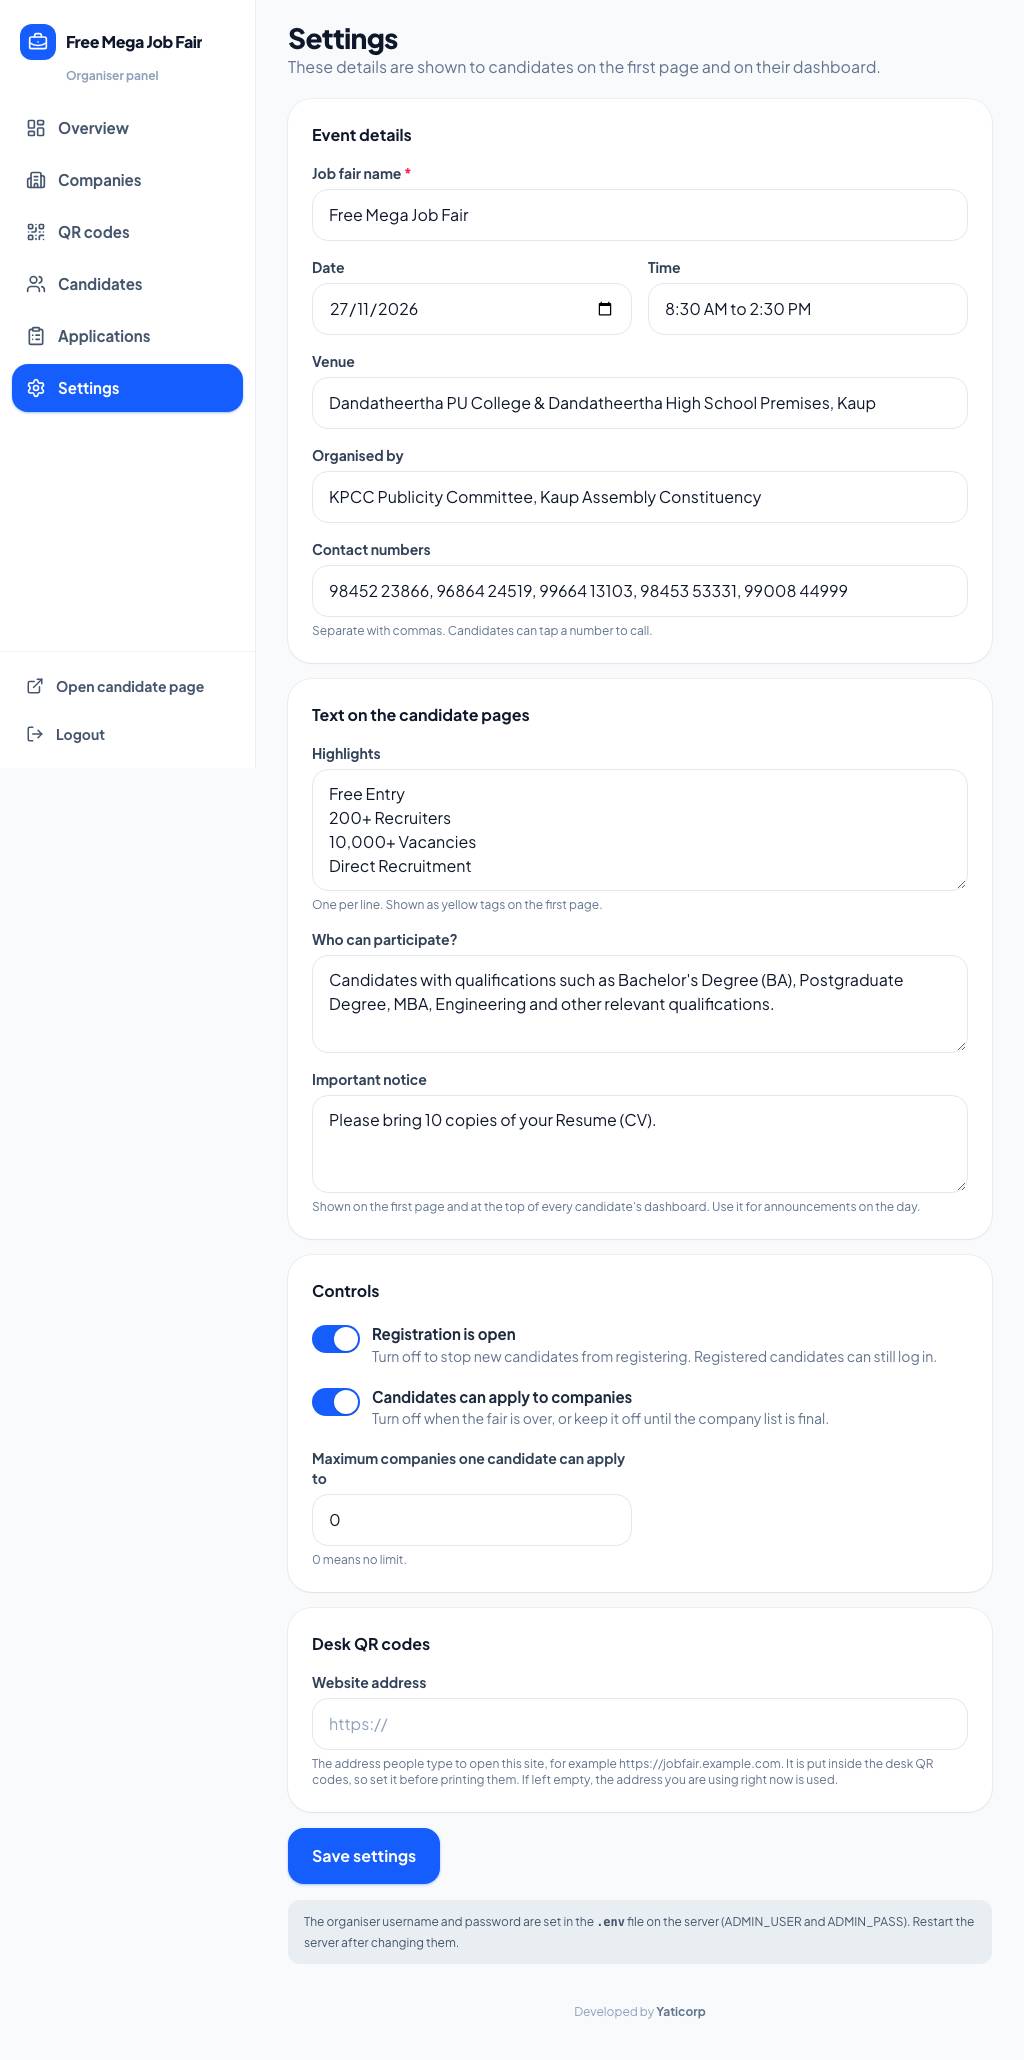 Free Mega Job Fair
Organiser panel
Overview
Companies
QR codes
Candidates
Applications
Settings
Open candidate page
Logout
Settings
These details are shown to candidates on the first page and on their dashboard.
Event details
Job fair name *
Free Mega Job Fair
Date
Time
27/11/2026
8:30 AM to 2:30 PM
Venue
Dandatheertha PU College & Dandatheertha High School Premises, Kaup
Organised by
KPCC Publicity Committee, Kaup Assembly Constituency
Contact numbers
98452 23866, 96864 24519, 99664 13103, 98453 53331, 99008 44999
Separate with commas. Candidates can tap a number to call.
Text on the candidate pages
Highlights
Free Entry
200+ Recruiters
10,000+ Vacancies
Direct Recruitment
One per line. Shown as yellow tags on the first page.
Who can participate?
Candidates with qualifications such as Bachelor's Degree (BA), Postgraduate
Degree, MBA, Engineering and other relevant qualifications.
Important notice
Please bring 10 copies of your Resume (CV).
Shown on the first page and at the top of every candidate's dashboard. Use it for announcements on the day.
Controls
Registration is open
Turn off to stop new candidates from registering. Registered candidates can still log in.
Candidates can apply to companies
Turn off when the fair is over, or keep it off until the company list is final.
Maximum companies one candidate can apply
to
0
0 means no limit.
Desk QR codes
Website address
https://
The address people type to open this site, for example https://jobfair.example.com. It is put inside the desk QR
codes, so set it before printing them. If left empty, the address you are using right now is used.
Save settings
The organiser username and password are set in the .env file on the server (ADMIN_USER and ADMIN_PASS). Restart the
server after changing them.
Developed by Yaticorp